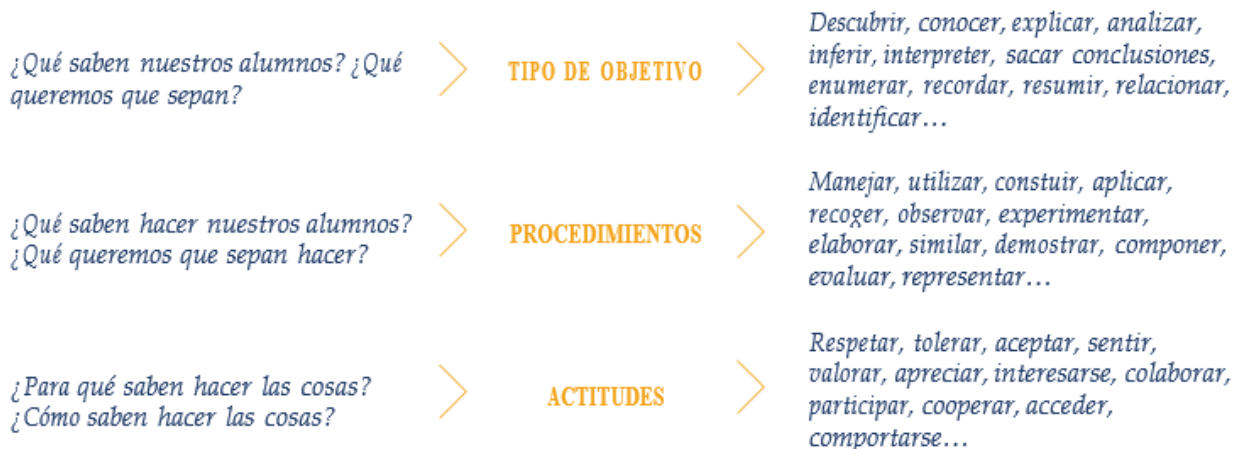 ¿Qué saben nuestros alumnos? ¿Qué
queremos que sepan?
TIPO DE OBJETIVO
Descubrir, conocer, explicar, analizar,
inferir, interpreter, sacar conclusiones,
enumerar, recordar, resumir, relacionar,
identificar...
¿Qué saben hacer nuestros alumnos?
¿Qué queremos que sepan hacer?
PROCEDIMIENTOS
Manejar, utilizar, constuir, aplicar,
recoger, observar, experimentar,
elaborar, similar, demostrar, componer,
evaluar, representar...
¿Para qué saben hacer las cosas?
¿Cómo saben hacer las cosas?
ACTITUDES
Respetar, tolerar, aceptar, sentir,
valorar, apreciar, interesarse, colaborar,
participar, cooperar, acceder,
comportarse...